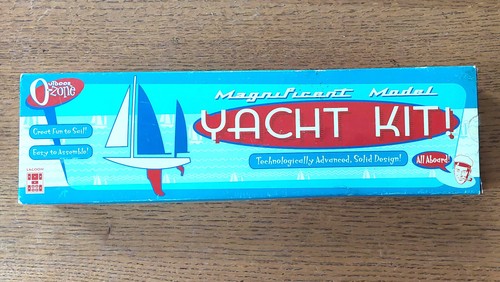 Outdoor
O-zone
Magnificent Model
YACHT KIT!
Great Fun to Sail!
Easy to Assemble!
Technologically Advanced, Solid Design!
All Aboard!